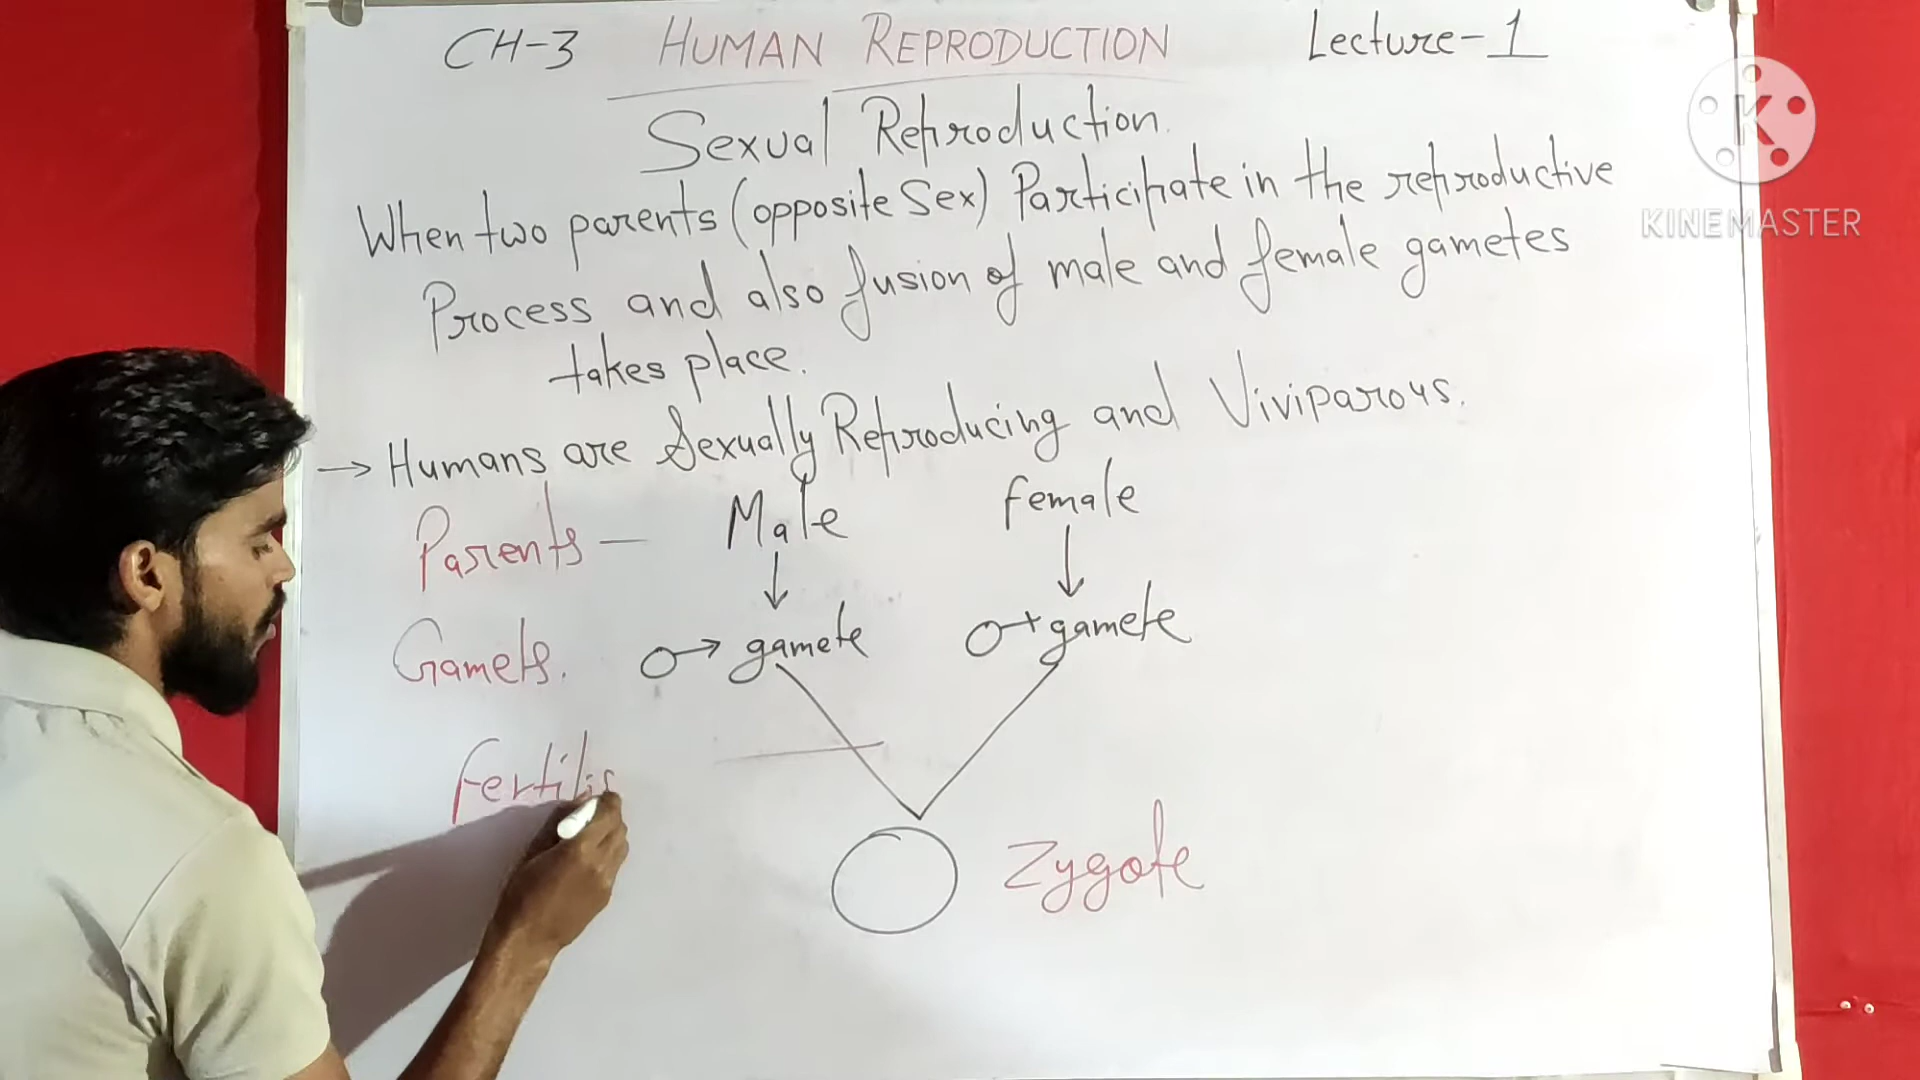 CH-3 HUMAN REPRODUCTION Lecture-1
Sexual Reproduction.
When two parents (opposite Sex) Participate in the reproductive
Process and also fusion of male and female gametes
takes place.
→ Humans are Sexually Reproducing and Viviparous.
Parents — Male female
Gamets. ♂ gamete ♀ gamete
Fertilis
Zygote
K
KINEMASTER